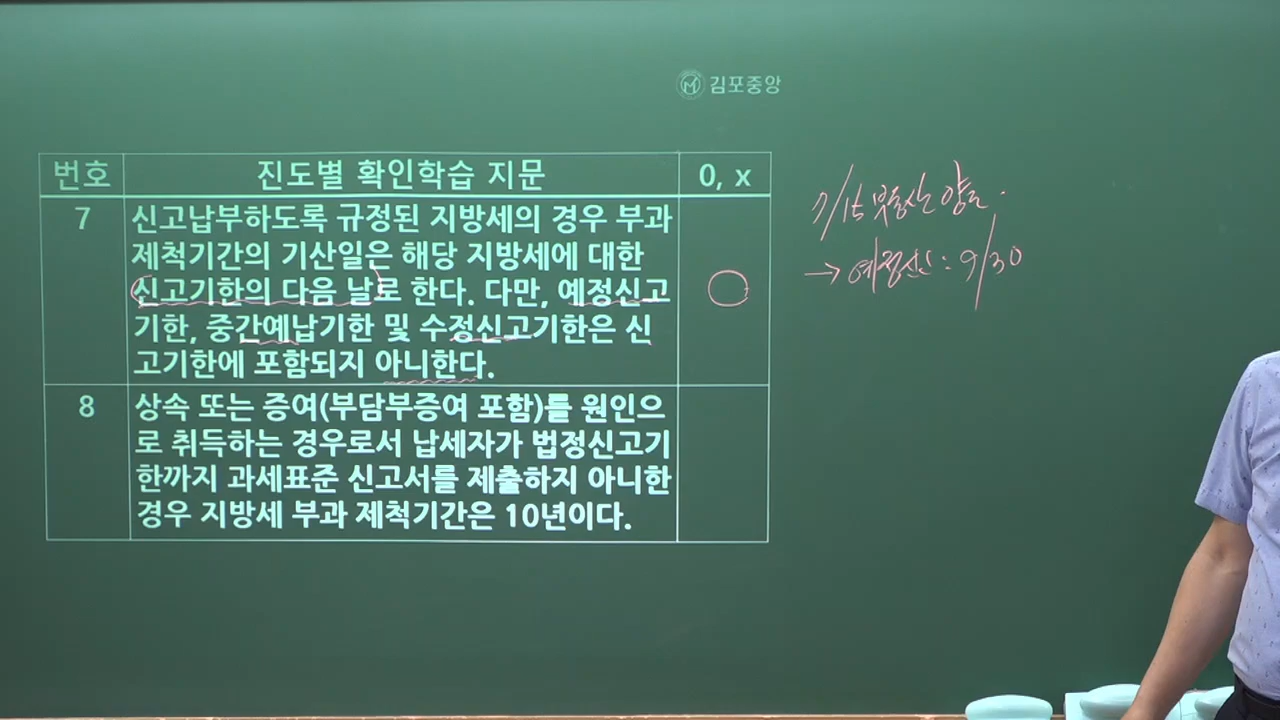 김포중앙
번호 진도별 확인학습 지문 0, x
7 신고납부하도록 규정된 지방세의 경우 부과
제척기간의 기산일은 해당 지방세에 대한
신고기한의 다음 날로 한다. 다만, 예정신고
기한, 중간예납기한 및 수정신고기한은 신
고기한에 포함되지 아니한다.
8 상속 또는 증여(부담부증여 포함)를 원인으
로 취득하는 경우로서 납세자가 법정신고기
한까지 과세표준 신고서를 제출하지 아니한
경우 지방세 부과 제척기간은 10년이다.
7/15 부동산 양도.
→ 예정신고: 9/30